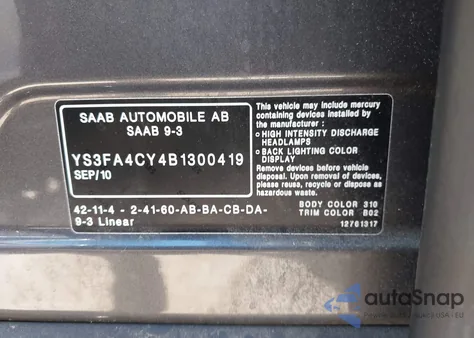 SAAB AUTOMOBILE AB
SAAB 9-3
YS3FA4CY4B1300419
SEP/10
42-11-4 - 2-41-60-AB-BA-CB-DA-
9-3 Linear
This vehicle may include mercury
containing devices installed by
the manufacturer:
○ HIGH INTENSITY DISCHARGE
HEADLAMPS
○ BACK LIGHTING COLOR
DISPLAY
Remove devices before vehicle
disposal. Upon removal of devices,
please reuse, recycle or dispose as
hazardous waste.
BODY COLOR 310
TRIM COLOR B02
12761317
autoSnap